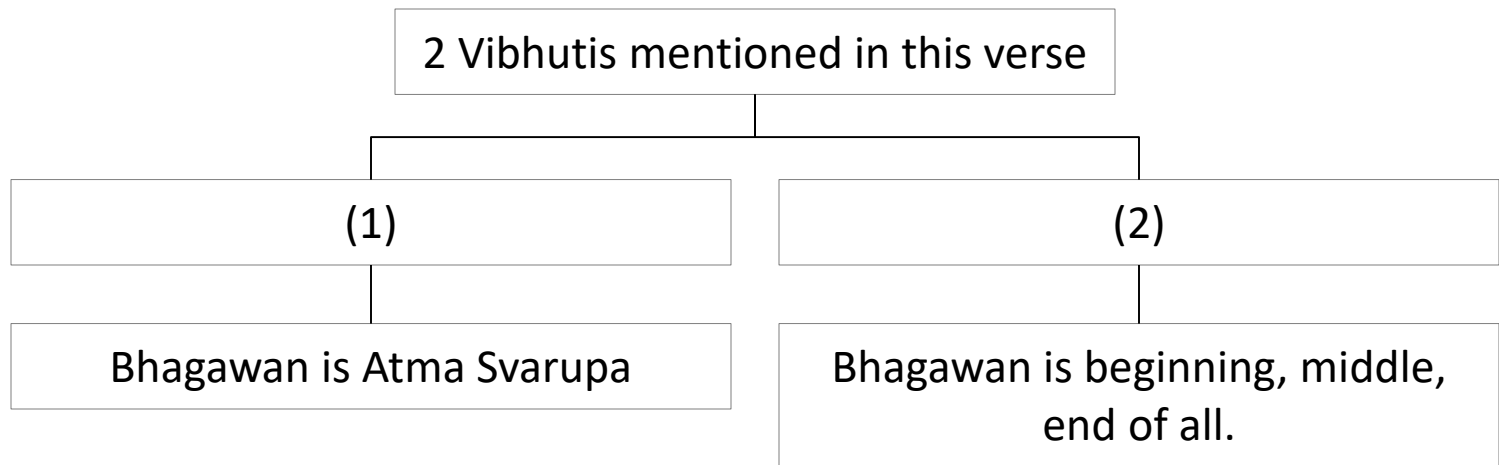 2 Vibhutis mentioned in this verse
(1)
(2)
Bhagawan is Atma Svarupa
Bhagawan is beginning, middle,
end of all.